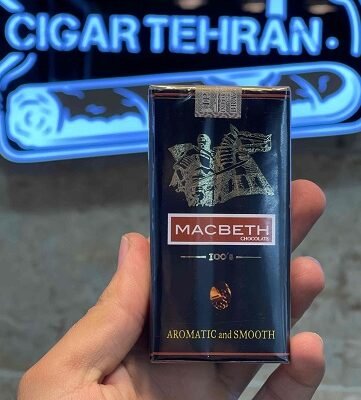 CIGAR TEHRAN.
MACBETH
CHOCOLATE
100's
AROMATIC and SMOOTH